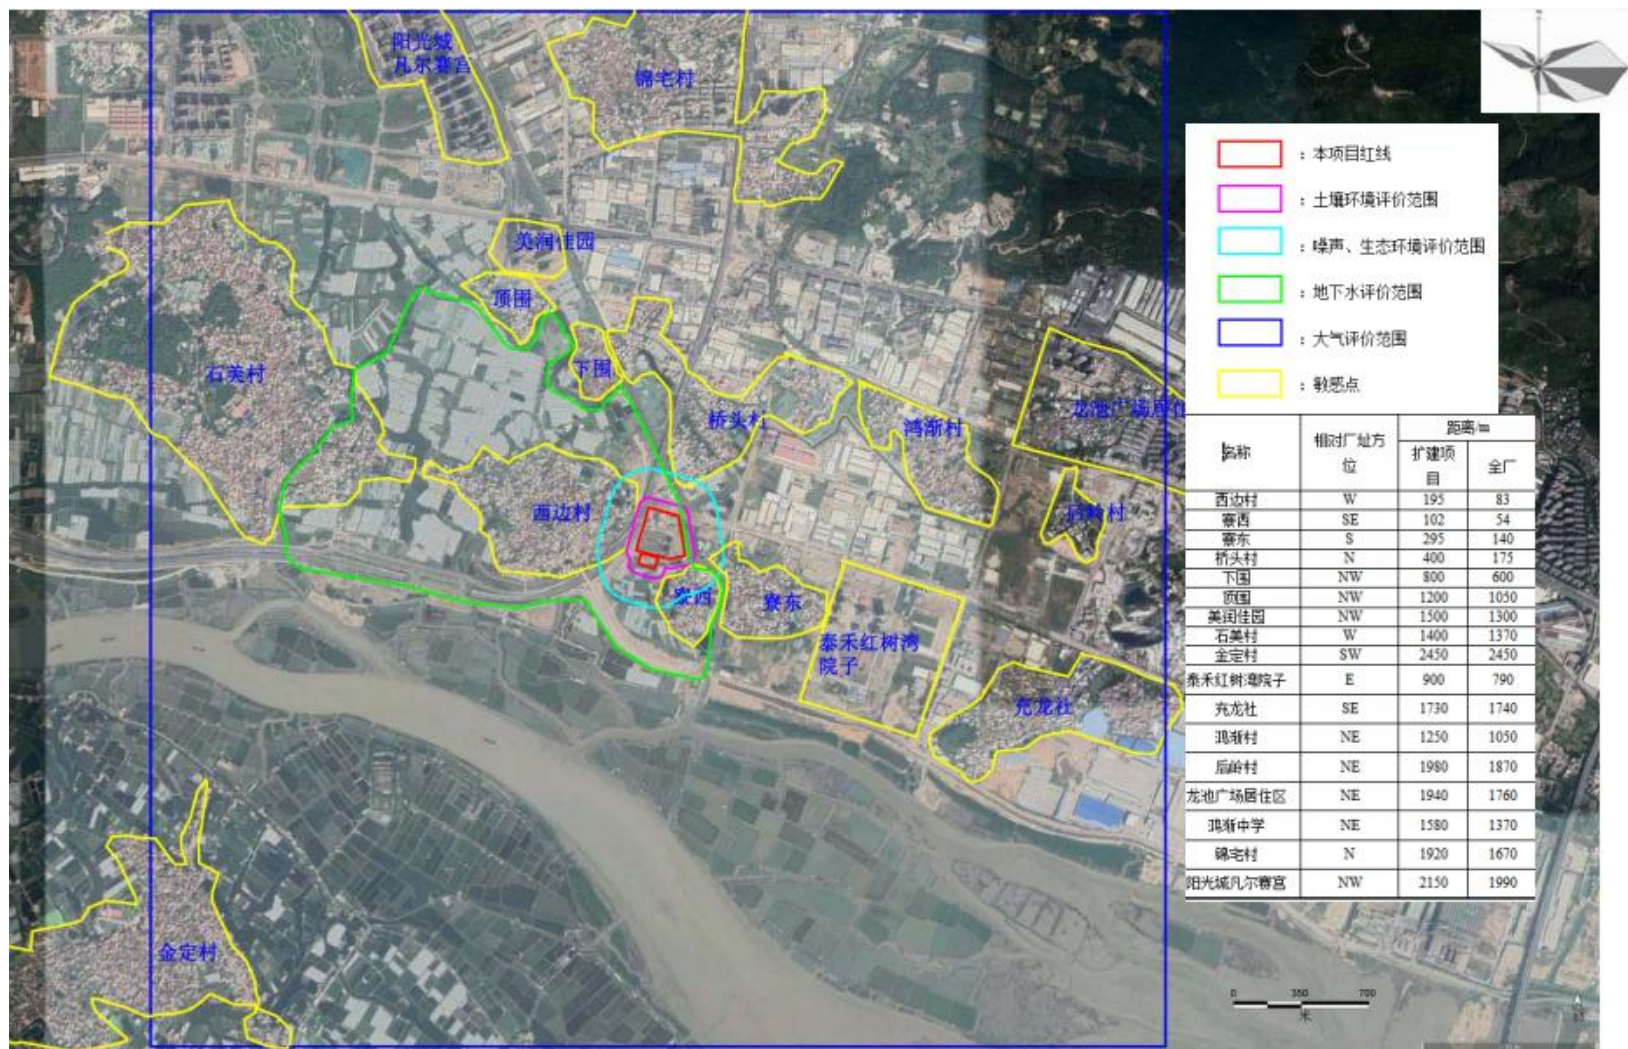 阳光城
凡尔赛宫
锦宅村
美润佳园
顶围
下围
石美村
桥头村
鸿渐村
龙池广场居住
后岭村
西边村
寮西
寮东
泰禾红树湾
院子
充龙社
金定村
：本项目红线
：土壤环境评价范围
：噪声、生态环境评价范围
：地下水评价范围
：大气评价范围
：敏感点
名称 相对厂址方位 距离/m
扩建项目 全厂
西边村 W 195 83
寮西 SE 102 54
寮东 S 295 140
桥头村 N 400 175
下围 NW 800 600
顶围 NW 1200 1050
美润佳园 NW 1500 1300
石美村 W 1400 1370
金定村 SW 2450 2450
泰禾红树湾院子 E 900 790
充龙社 SE 1730 1740
鸿渐村 NE 1250 1050
后岭村 NE 1980 1870
龙池广场居住区 NE 1940 1760
鸿渐中学 NE 1580 1370
锦宅村 N 1920 1670
阳光城凡尔赛宫 NW 2150 1990
0 350 700
米